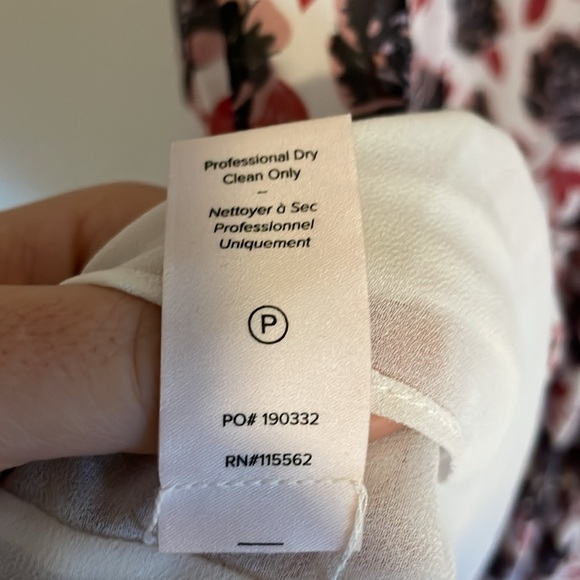 Professional Dry
Clean Only
–
Nettoyer à Sec
Professionnel
Uniquement
P
PO# 190332
RN#115562